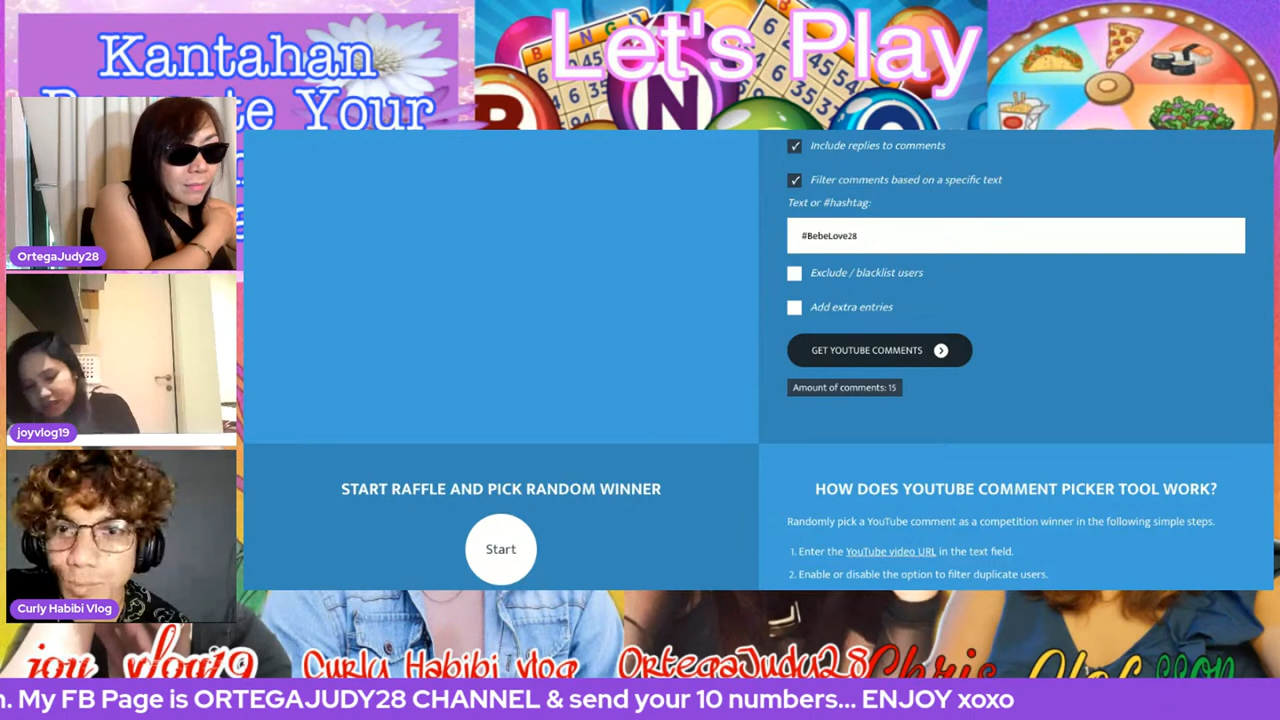 Kantahan
Let's Play
te Your
B I N G
N
Include replies to comments
Filter comments based on a specific text
Text or #hashtag:
#BebeLove28
Exclude / blacklist users
Add extra entries
GET YOUTUBE COMMENTS
Amount of comments: 15
OrtegaJudy28
joyvlog19
Curly Habibi Vlog
START RAFFLE AND PICK RANDOM WINNER
Start
HOW DOES YOUTUBE COMMENT PICKER TOOL WORK?
Randomly pick a YouTube comment as a competition winner in the following simple steps.
1. Enter the YouTube video URL in the text field.
2. Enable or disable the option to filter duplicate users.
joy vlog19
Curly Habibi vlog
OrtegaJudy28
Chris
n. My FB Page is ORTEGAJUDY28 CHANNEL & send your 10 numbers... ENJOY xoxo